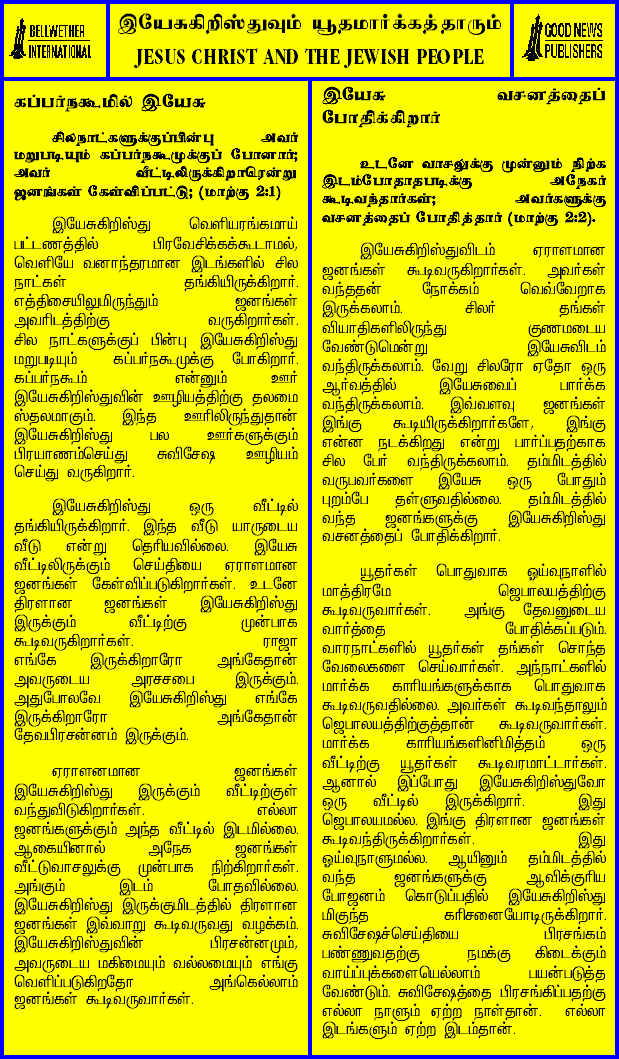 BELLWETHER
INTERNATIONAL
இயேசுகிறிஸ்துவும் யூதமார்க்கத்தாரும்
JESUS CHRIST AND THE JEWISH PEOPLE
GOOD NEWS
PUBLISHERS
கப்பர்நகூமில் இயேசு
சிலநாட்களுக்குப்பின்பு அவர்
மறுபடியும் கப்பர்நகூமுக்குப் போனார்;
அவர் வீட்டிலிருக்கிறாரென்று
ஜனங்கள் கேள்விப்பட்டு; (மாற்கு 2:1)
இயேசுகிறிஸ்து வெளியரங்கமாய்
பட்டணத்தில் பிரவேசிக்கக்கூடாமல்,
வெளியே வனாந்தரமான இடங்களில் சில
நாட்கள் தங்கியிருக்கிறார்.
எத்திசையிலுமிருந்தும் ஜனங்கள்
அவரிடத்திற்கு வருகிறார்கள்.
சில நாட்களுக்குப் பின்பு இயேசுகிறிஸ்து
மறுபடியும் கப்பர்நகூமுக்கு போகிறார்.
கப்பர்நகூம் என்னும் ஊர்
இயேசுகிறிஸ்துவின் ஊழியத்திற்கு தலைமை
ஸ்தலமாகும். இந்த ஊரிலிருந்துதான்
இயேசுகிறிஸ்து பல ஊர்களுக்கும்
பிரயாணம்செய்து சுவிசேஷ ஊழியம்
செய்து வருகிறார்.
இயேசுகிறிஸ்து ஒரு வீட்டில்
தங்கியிருக்கிறார். இந்த வீடு யாருடைய
வீடு என்று தெரியவில்லை. இயேசு
வீட்டிலிருக்கும் செய்தியை ஏராளமான
ஜனங்கள் கேள்விப்படுகிறார்கள். உடனே
திரளான ஜனங்கள் இயேசுகிறிஸ்து
இருக்கும் வீட்டிற்கு முன்பாக
கூடிவருகிறார்கள். ராஜா
எங்கே இருக்கிறாரோ அங்கேதான்
அவருடைய அரசசபை இருக்கும்.
அதுபோலவே இயேசுகிறிஸ்து எங்கே
இருக்கிறாரோ அங்கேதான்
தேவபிரசன்னம் இருக்கும்.
ஏராளனமான ஜனங்கள்
இயேசுகிறிஸ்து இருக்கும் வீட்டிற்குள்
வந்துவிடுகிறார்கள். எல்லா
ஜனங்களுக்கும் அந்த வீட்டில் இடமில்லை.
ஆகையினால் அநேக ஜனங்கள்
வீட்டுவாசலுக்கு முன்பாக நிற்கிறார்கள்.
அங்கும் இடம் போதவில்லை.
இயேசுகிறிஸ்து இருக்குமிடத்தில் திரளான
ஜனங்கள் இவ்வாறு கூடிவருவது வழக்கம்.
இயேசுகிறிஸ்துவின் பிரசன்னமும்,
அவருடைய மகிமையும் வல்லமையும் எங்கு
வெளிப்படுகிறதோ அங்கெல்லாம்
ஜனங்கள் கூடிவருவார்கள்.
இயேசு வசனத்தைப்
போதிக்கிறார்
உடனே வாசலுக்கு முன்னும் நிற்க
இடம்போதாதபடிக்கு அநேகர்
கூடிவந்தார்கள்; அவர்களுக்கு
வசனத்தைப் போதித்தார் (மாற்கு 2:2).
இயேசுகிறிஸ்துவிடம் ஏராளமான
ஜனங்கள் கூடிவருகிறார்கள். அவர்கள்
வந்ததன் நோக்கம் வெவ்வேறாக
இருக்கலாம். சிலர் தங்கள்
வியாதிகளிலிருந்து குணமடைய
வேண்டுமென்று இயேசுவிடம்
வந்திருக்கலாம். வேறு சிலரோ ஏதோ ஒரு
ஆர்வத்தில் இயேசுவைப் பார்க்க
வந்திருக்கலாம். இவ்வளவு ஜனங்கள்
இங்கு கூடியிருக்கிறார்களே, இங்கு
என்ன நடக்கிறது என்று பார்ப்பதற்காக
சில பேர் வந்திருக்கலாம். தம்மிடத்தில்
வருபவர்களை இயேசு ஒரு போதும்
புறம்பே தள்ளுவதில்லை. தம்மிடத்தில்
வந்த ஜனங்களுக்கு இயேசுகிறிஸ்து
வசனத்தைப் போதிக்கிறார்.
யூதர்கள் பொதுவாக ஓய்வுநாளில்
மாத்திரமே ஜெபாலயத்திற்கு
கூடிவருவார்கள். அங்கு தேவனுடைய
வார்த்தை போதிக்கப்படும்.
வாரநாட்களில் யூதர்கள் தங்கள் சொந்த
வேலைகளை செய்வார்கள். அந்நாட்களில்
மார்க்க காரியங்களுக்காக பொதுவாக
கூடிவருவதில்லை. அவர்கள் கூடிவந்தாலும்
ஜெபாலயத்திற்குத்தான் கூடிவருவார்கள்.
மார்க்க காரியங்களினிமித்தம் ஒரு
வீட்டிற்கு யூதர்கள் கூடிவரமாட்டார்கள்.
ஆனால் இப்போது இயேசுகிறிஸ்துவோ
ஒரு வீட்டில் இருக்கிறார். இது
ஜெபாலயமல்ல. இங்கு திரளான ஜனங்கள்
கூடிவந்திருக்கிறார்கள். இது
ஓய்வுநாளுமல்ல. ஆயினும் தம்மிடத்தில்
வந்த ஜனங்களுக்கு ஆவிக்குரிய
போஜனம் கொடுப்பதில் இயேசுகிறிஸ்து
மிகுந்த கரிசனையோடிருக்கிறார்.
சுவிசேஷச்செய்தியை பிரசங்கம்
பண்ணுவதற்கு நமக்கு கிடைக்கும்
வாய்ப்புக்களையெல்லாம் பயன்படுத்த
வேண்டும். சுவிசேஷத்தை பிரசங்கிப்பதற்கு
எல்லா நாளும் ஏற்ற நாள்தான். எல்லா
இடங்களும் ஏற்ற இடம்தான்.